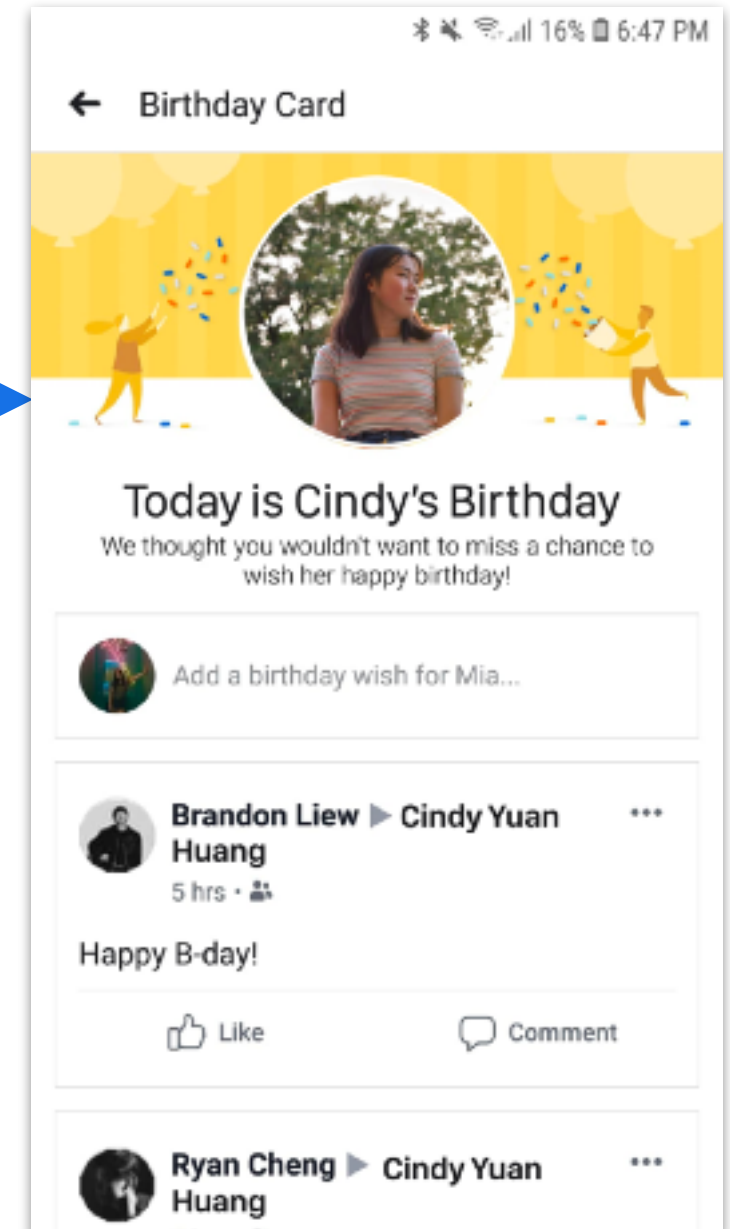 16% 6:47 PM
Birthday Card
Today is Cindy's Birthday
We thought you wouldn't want to miss a chance to
wish her happy birthday!
Add a birthday wish for Mia...
Brandon Liew ▶ Cindy Yuan
Huang
5 hrs ·
Happy B-day!
Like Comment
Ryan Cheng ▶ Cindy Yuan
Huang